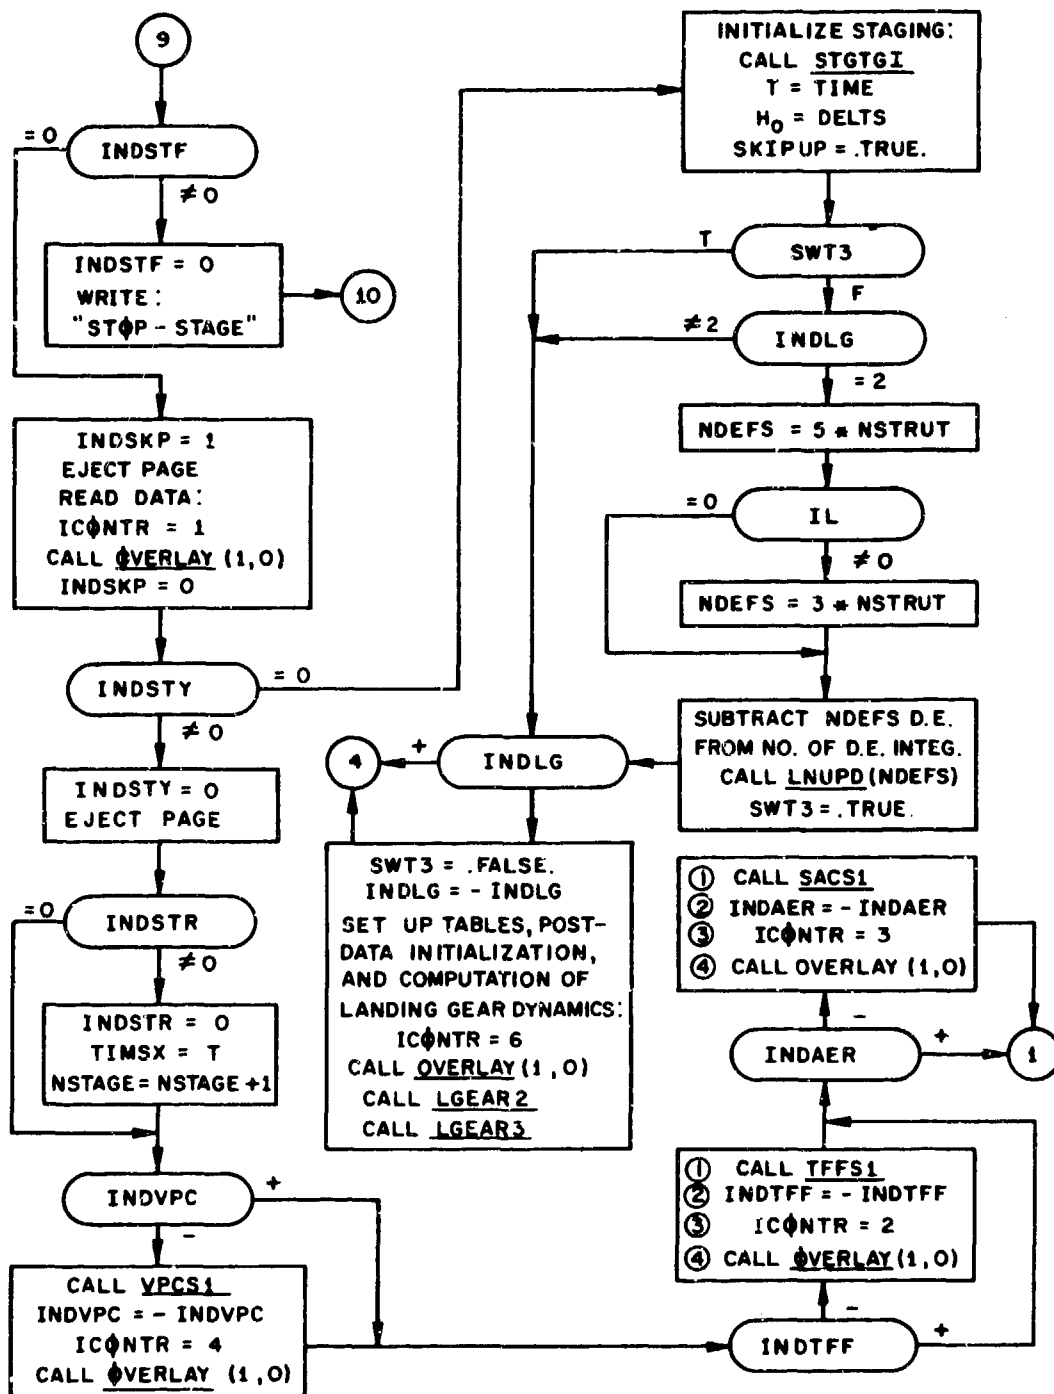 9
= 0
INDSTF
≠ 0
INDSTF = 0
WRITE:
"STϕP - STAGE"
10
INDSKP = 1
EJECT PAGE
READ DATA:
ICϕNTR = 1
CALL ϕVERLAY (1,0)
INDSKP = 0
INDSTY
= 0
≠ 0
INDSTY = 0
EJECT PAGE
=0
INDSTR
≠ 0
INDSTR = 0
TIMSX = T
NSTAGE = NSTAGE +1
INDVPC
+
-
CALL VPCS1
INDVPC = - INDVPC
ICϕNTR = 4
CALL ϕVERLAY (1,0)
INITIALIZE STAGING:
CALL STGTGI
T = TIME
H0 = DELTS
SKIPUP = .TRUE.
T
SWT3
F
≠2
INDLG
= 2
NDEFS = 5 * NSTRUT
=0
IL
≠ 0
NDEFS = 3 * NSTRUT
SUBTRACT NDEFS D.E.
FROM NO. OF D.E. INTEG.
CALL LNUPD (NDEFS)
SWT3 = .TRUE.
4
+
INDLG
SWT3 = .FALSE.
INDLG = - INDLG
SET UP TABLES, POST-
DATA INITIALIZATION,
AND COMPUTATION OF
LANDING GEAR DYNAMICS:
ICϕNTR = 6
CALL OVERLAY (1,0)
CALL LGEAR2
CALL LGEAR3
① CALL SACS1
② INDAER = - INDAER
③ ICϕNTR = 3
④ CALL OVERLAY (1,0)
-
INDAER
+
1
① CALL TFFS1
② INDTFF = - INDTFF
③ ICϕNTR = 2
④ CALL ϕVERLAY (1,0)
-
INDTFF
+